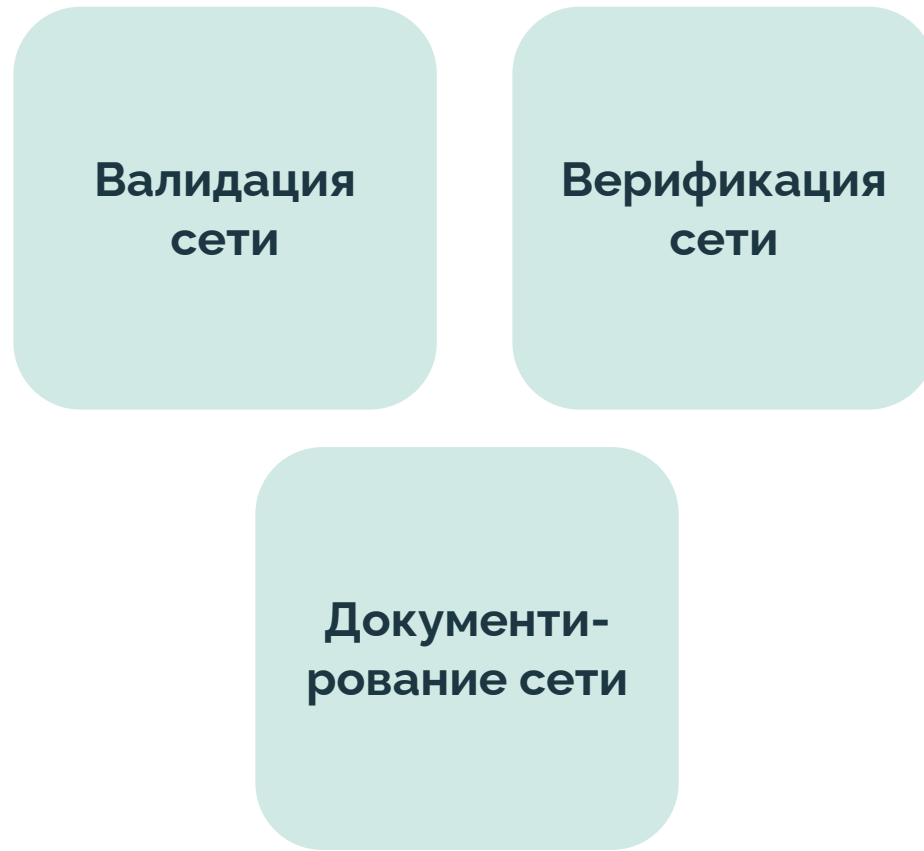 Валидация
сети
Верификация
сети
Документи-
рование сети